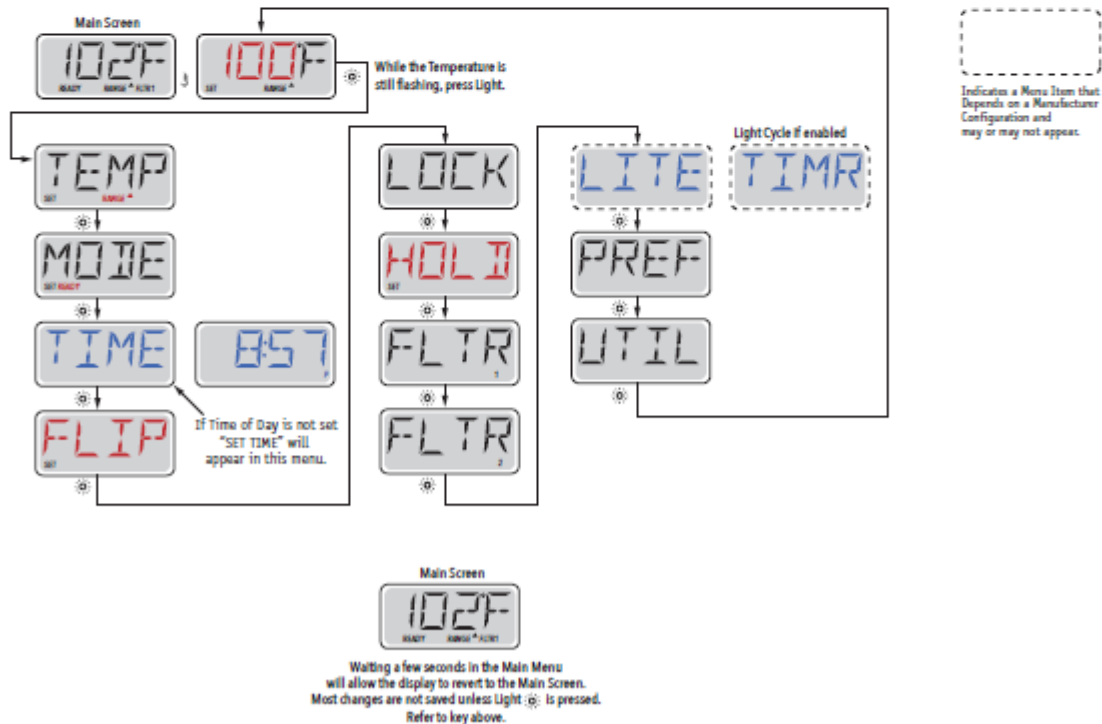 Main Screen
102°F
READY RANGE FLTR1
100°F
SET RANGE
While the Temperature is
still flashing, press Light.
Indicates a Menu Item that
Depends on a Manufacturer
Configuration and
may or may not appear.
TEMP
SET RANGE
MODE
SET READY
TIME
8:57
P
If Time of Day is not set
"SET TIME" will
appear in this menu.
FLIP
SET
LOCK
HOLD
SET
FLTR
1
FLTR
2
Light Cycle If enabled
LITE
TIMR
PREF
UTIL
Main Screen
102°F
READY RANGE FLTR1
Waiting a few seconds in the Main Menu
will allow the display to revert to the Main Screen.
Most changes are not saved unless Light is pressed.
Refer to key above.